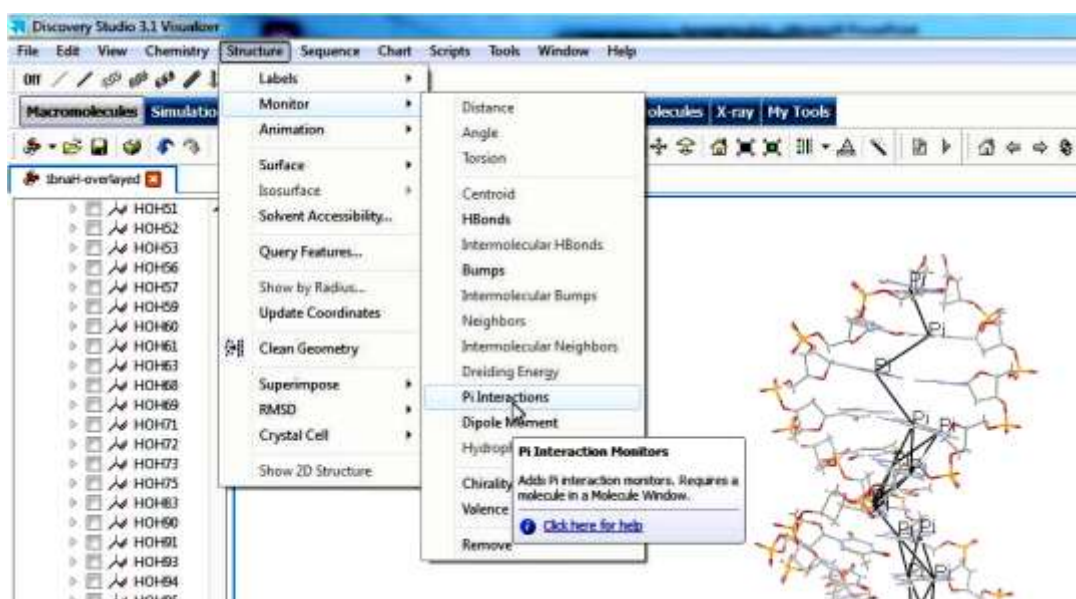 Discovery Studio 3.1 Visualizer
File Edit View Chemistry Structure Sequence Chart Scripts Tools Window Help
Off
Macromolecules Simulatio olecules X-ray My Tools
1bnaH-overlayed
Labels
Monitor
Animation
Surface
Isosurface
Solvent Accessibility...
Query Features...
Show by Radius...
Update Coordinates
Clean Geometry
Superimpose
RMSD
Crystal Cell
Show 2D Structure
Distance
Angle
Torsion
Centroid
HBonds
Intermolecular HBonds
Bumps
Intermolecular Bumps
Neighbors
Intermolecular Neighbors
Dreiding Energy
Pi Interactions
Dipole Moment
Hydroph
Chirality
Valence
Remove
Pi Interaction Monitors
Adds Pi interaction monitors. Requires a
molecule in a Molecule Window.
Click here for help
HOH51
HOH52
HOH53
HOH56
HOH57
HOH59
HOH60
HOH61
HOH63
HOH68
HOH69
HOH71
HOH72
HOH73
HOH75
HOH83
HOH90
HOH91
HOH93
HOH94
Pi
Pi
Pi
Pi
Pi
Pi
Pi
Pi